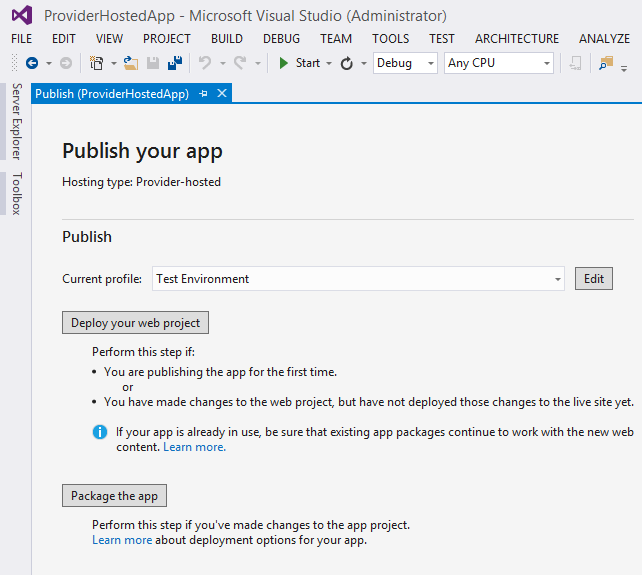 ProviderHostedApp - Microsoft Visual Studio (Administrator)
FILE EDIT VIEW PROJECT BUILD DEBUG TEAM TOOLS TEST ARCHITECTURE ANALYZE
Start Debug Any CPU
Publish (ProviderHostedApp)
Server Explorer
Toolbox
Publish your app
Hosting type: Provider-hosted
Publish
Current profile: Test Environment Edit
Deploy your web project
Perform this step if:
• You are publishing the app for the first time.
or
• You have made changes to the web project, but have not deployed those changes to the live site yet.
If your app is already in use, be sure that existing app packages continue to work with the new web
content. Learn more.
Package the app
Perform this step if you've made changes to the app project.
Learn more about deployment options for your app.